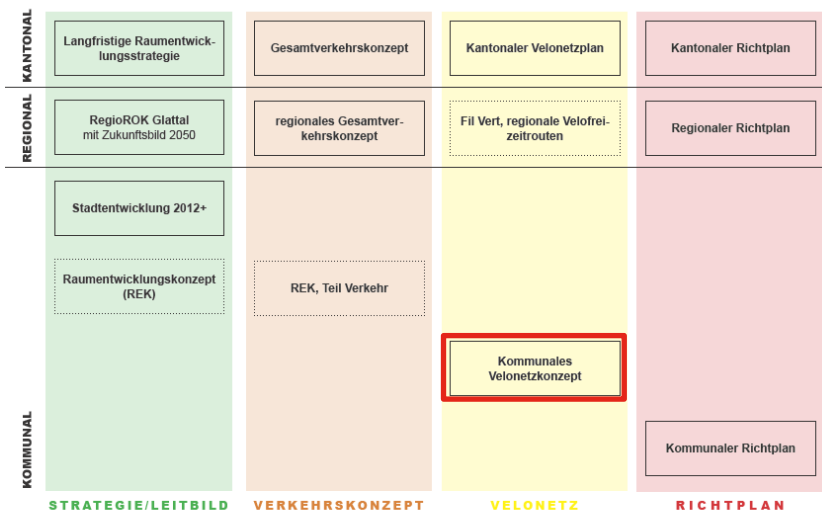 KANTONAL
Langfristige Raumentwick-
lungsstrategie
Gesamtverkehrskonzept
Kantonaler Velonetzplan
Kantonaler Richtplan
REGIONAL
RegioROK Glattal
mit Zukunftsbild 2050
regionales Gesamtver-
kehrskonzept
Fil Vert, regionale Velofrei-
zeitrouten
Regionaler Richtplan
KOMMUNAL
Stadtentwicklung 2012+
Raumentwicklungskonzept
(REK)
REK, Teil Verkehr
Kommunales
Velonetzkonzept
Kommunaler Richtplan
STRATEGIE/LEITBILD
VERKEHRSKONZEPT
VELONETZ
RICHTPLAN